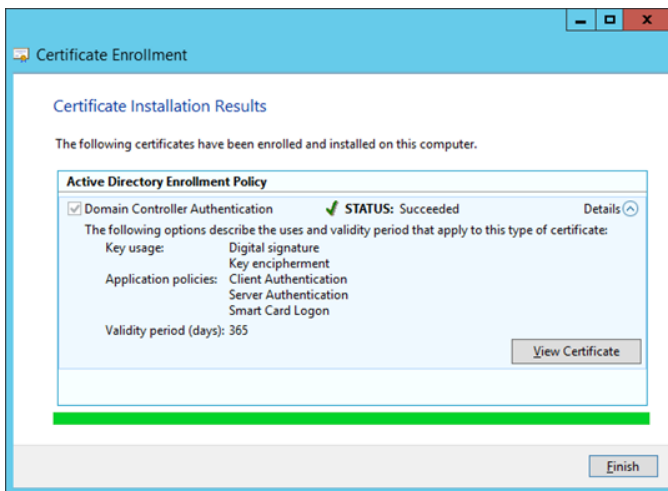 Certificate Enrollment
Certificate Installation Results
The following certificates have been enrolled and installed on this computer.
Active Directory Enrollment Policy
Domain Controller Authentication STATUS: Succeeded Details
The following options describe the uses and validity period that apply to this type of certificate:
Key usage: Digital signature
Key encipherment
Application policies: Client Authentication
Server Authentication
Smart Card Logon
Validity period (days): 365
View Certificate
Finish